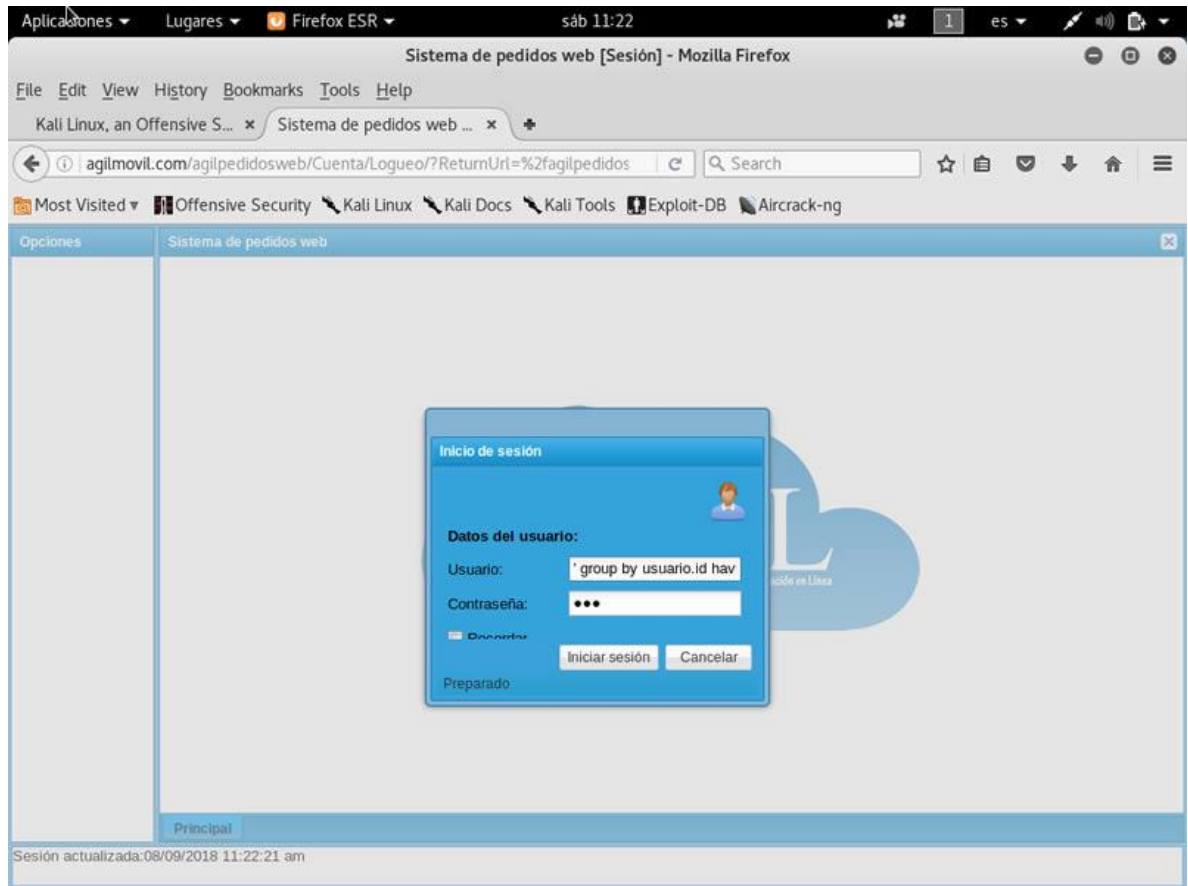 Aplicaciones Lugares Firefox ESR sáb 11:22 1 es
Sistema de pedidos web [Sesión] - Mozilla Firefox
File Edit View History Bookmarks Tools Help
Kali Linux, an Offensive S... Sistema de pedidos web ...
agilmovil.com/agilpedidosweb/Cuenta/Logueo/?ReturnUrl=%2fagilpedidos Search
Most Visited Offensive Security Kali Linux Kali Docs Kali Tools Exploit-DB Aircrack-ng
Opciones Sistema de pedidos web
Inicio de sesión
Datos del usuario:
Usuario: ' group by usuario.id hav
Contraseña:
Recordar
Iniciar sesión Cancelar
Preparado
L
en Línea
Principal
Sesión actualizada:08/09/2018 11:22:21 am